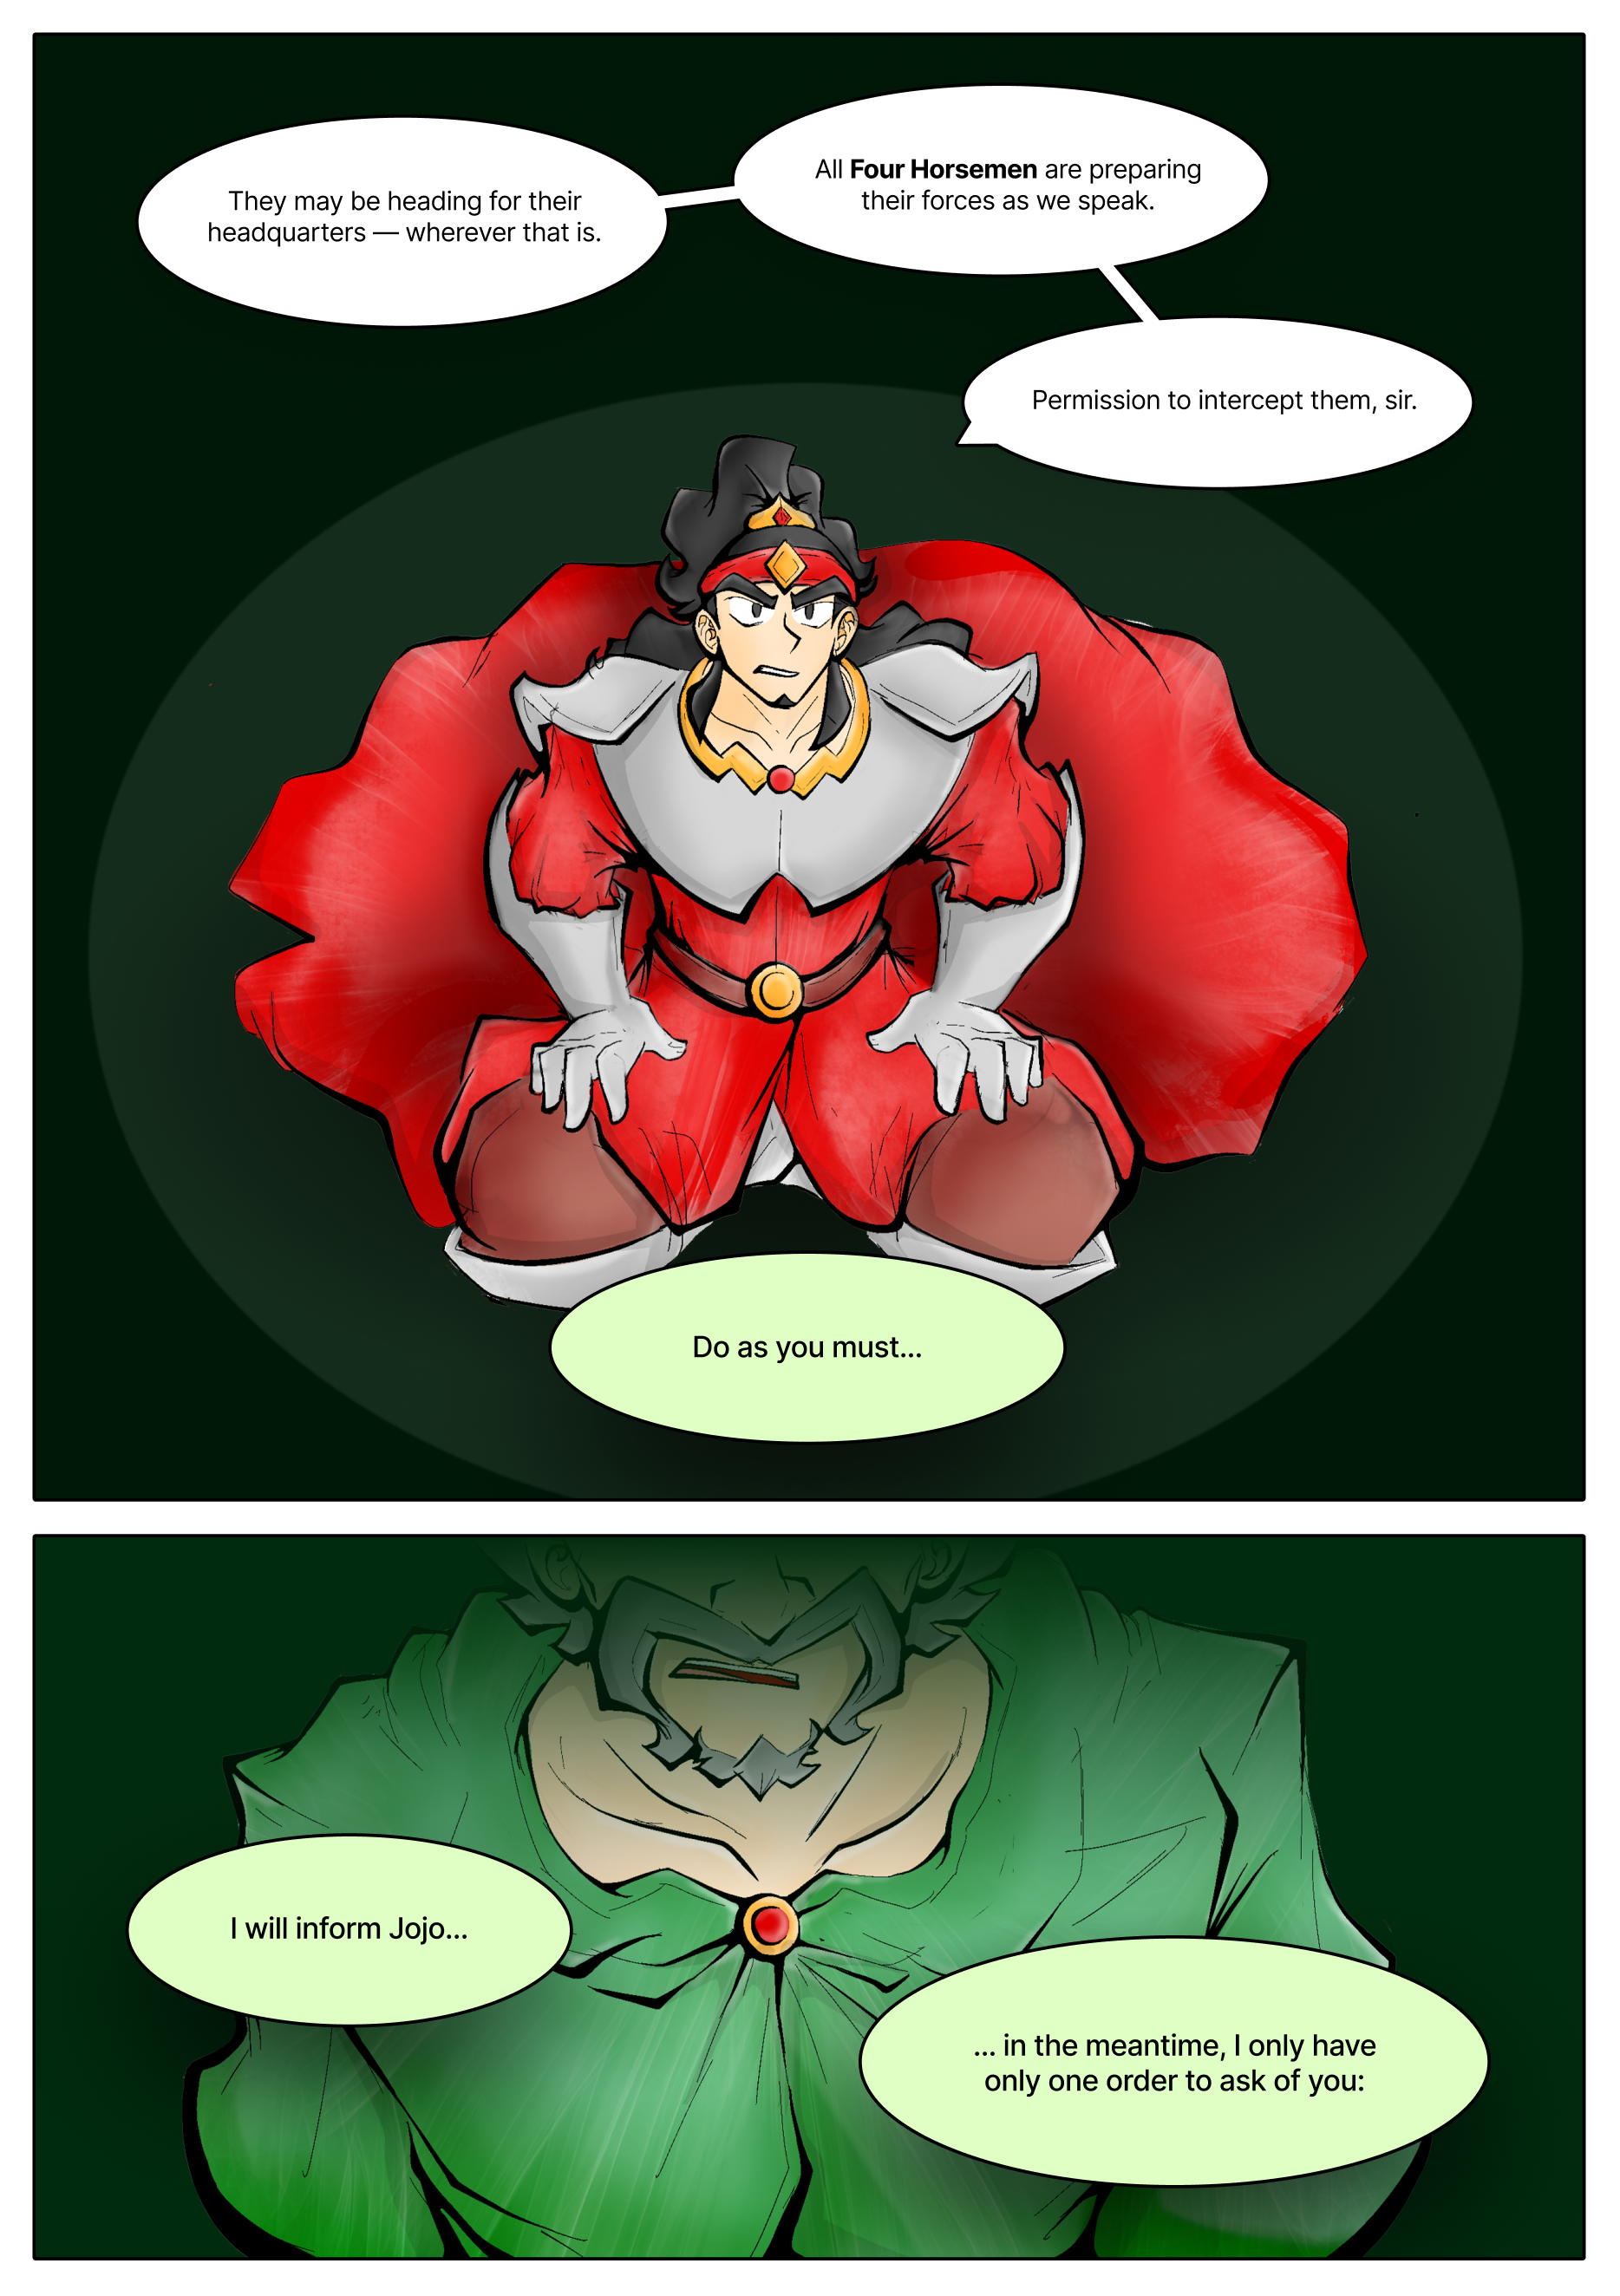 They may be heading for their
headquarters — wherever that is.
All Four Horsemen are preparing
their forces as we speak.
Permission to intercept them, sir.
Do as you must...
I will inform Jojo...
... in the meantime, I only have
only one order to ask of you: